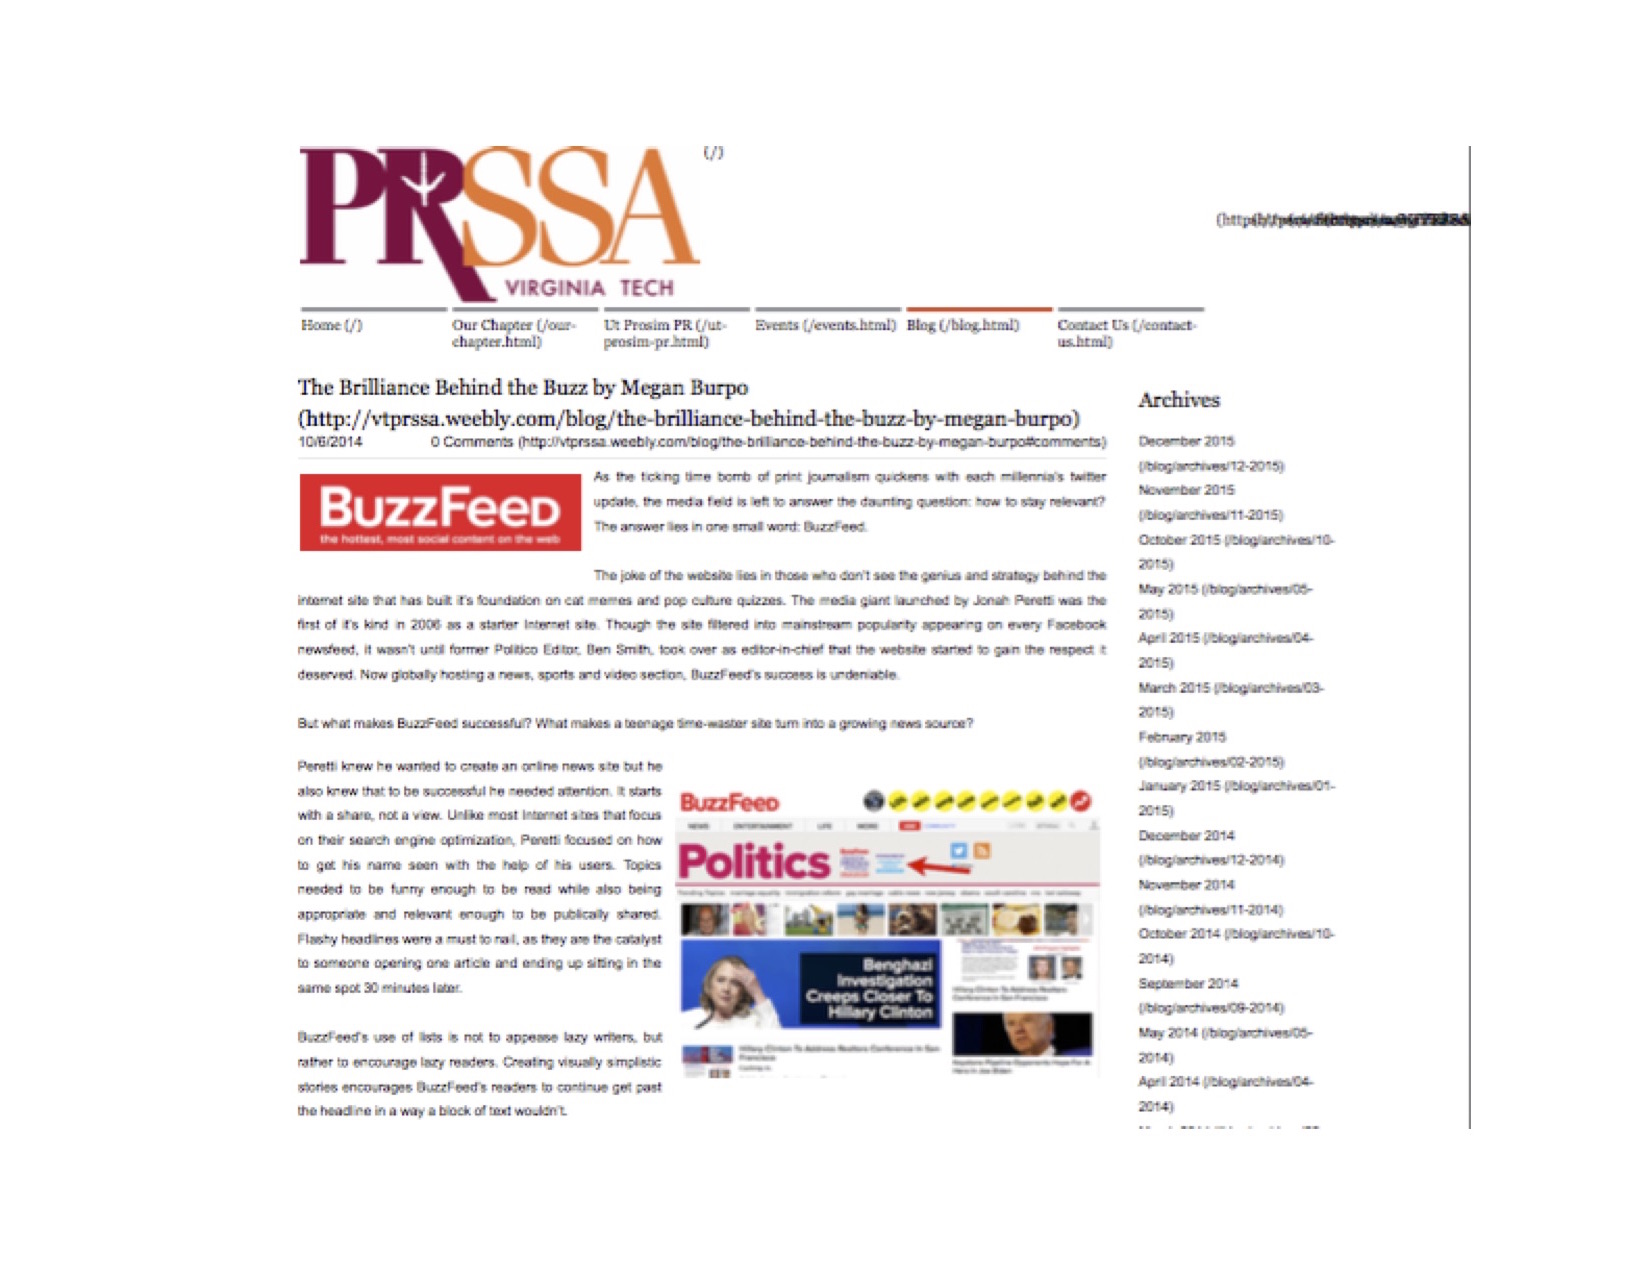 PRSSA
VIRGINIA TECH
(/)
Home (/)
Our Chapter (/our-
chapter.html)
Ut Prosim PR (/ut-
prosim-pr.html)
Events (/events.html)
Blog (/blog.html)
Contact Us (/contact-
us.html)
The Brilliance Behind the Buzz by Megan Burpo
(http://vtprssa.weebly.com/blog/the-brilliance-behind-the-buzz-by-megan-burpo)
10/6/2014 0 Comments (http://vtprssa.weebly.com/blog/the-brilliance-behind-the-buzz-by-megan-burpo#comments)
BuzzFeeD
the hottest, most social content on the web
As the ticking time bomb of print journalism quickens with each millennia's twitter
update, the media field is left to answer the daunting question: how to stay relevant?
The answer lies in one small word: BuzzFeed.
The joke of the website lies in those who don't see the genius and strategy behind the
internet site that has built it's foundation on cat memes and pop culture quizzes. The media giant launched by Jonah Peretti was the
first of it's kind in 2006 as a starter Internet site. Though the site filtered into mainstream popularity appearing on every Facebook
newsfeed, it wasn't until former Politico Editor, Ben Smith, took over as editor-in-chief that the website started to gain the respect it
deserved. Now globally hosting a news, sports and video section, BuzzFeed's success is undeniable.
But what makes BuzzFeed successful? What makes a teenage time-waster site turn into a growing news source?
Peretti knew he wanted to create an online news site but he
also knew that to be successful he needed attention. It starts
with a share, not a view. Unlike most Internet sites that focus
on their search engine optimization, Peretti focused on how
to get his name seen with the help of his users. Topics
needed to be funny enough to be read while also being
appropriate and relevant enough to be publically shared.
Flashy headlines were a must to nail, as they are the catalyst
to someone opening one article and ending up sitting in the
same spot 30 minutes later.
BuzzFeed's use of lists is not to appease lazy writers, but
rather to encourage lazy readers. Creating visually simplistic
stories encourages BuzzFeed's readers to continue get past
the headline in a way a block of text wouldn't.
BuzzFeeD
NEWS ENTERTAINMENT LIFE MORE
Politics
Benghazi
Investigation
Creeps Closer To
Hillary Clinton
Hillary Clinton To Address Realtors
Conference In San Francisco
Hillary Clinton To Address Realtors Conference In San
Francisco
Archives
December 2015
(/blog/archives/12-2015)
November 2015
(/blog/archives/11-2015)
October 2015 (/blog/archives/10-
2015)
May 2015 (/blog/archives/05-
2015)
April 2015 (/blog/archives/04-
2015)
March 2015 (/blog/archives/03-
2015)
February 2015
(/blog/archives/02-2015)
January 2015 (/blog/archives/01-
2015)
December 2014
(/blog/archives/12-2014)
November 2014
(/blog/archives/11-2014)
October 2014 (/blog/archives/10-
2014)
September 2014
(/blog/archives/09-2014)
May 2014 (/blog/archives/05-
2014)
April 2014 (/blog/archives/04-
2014)